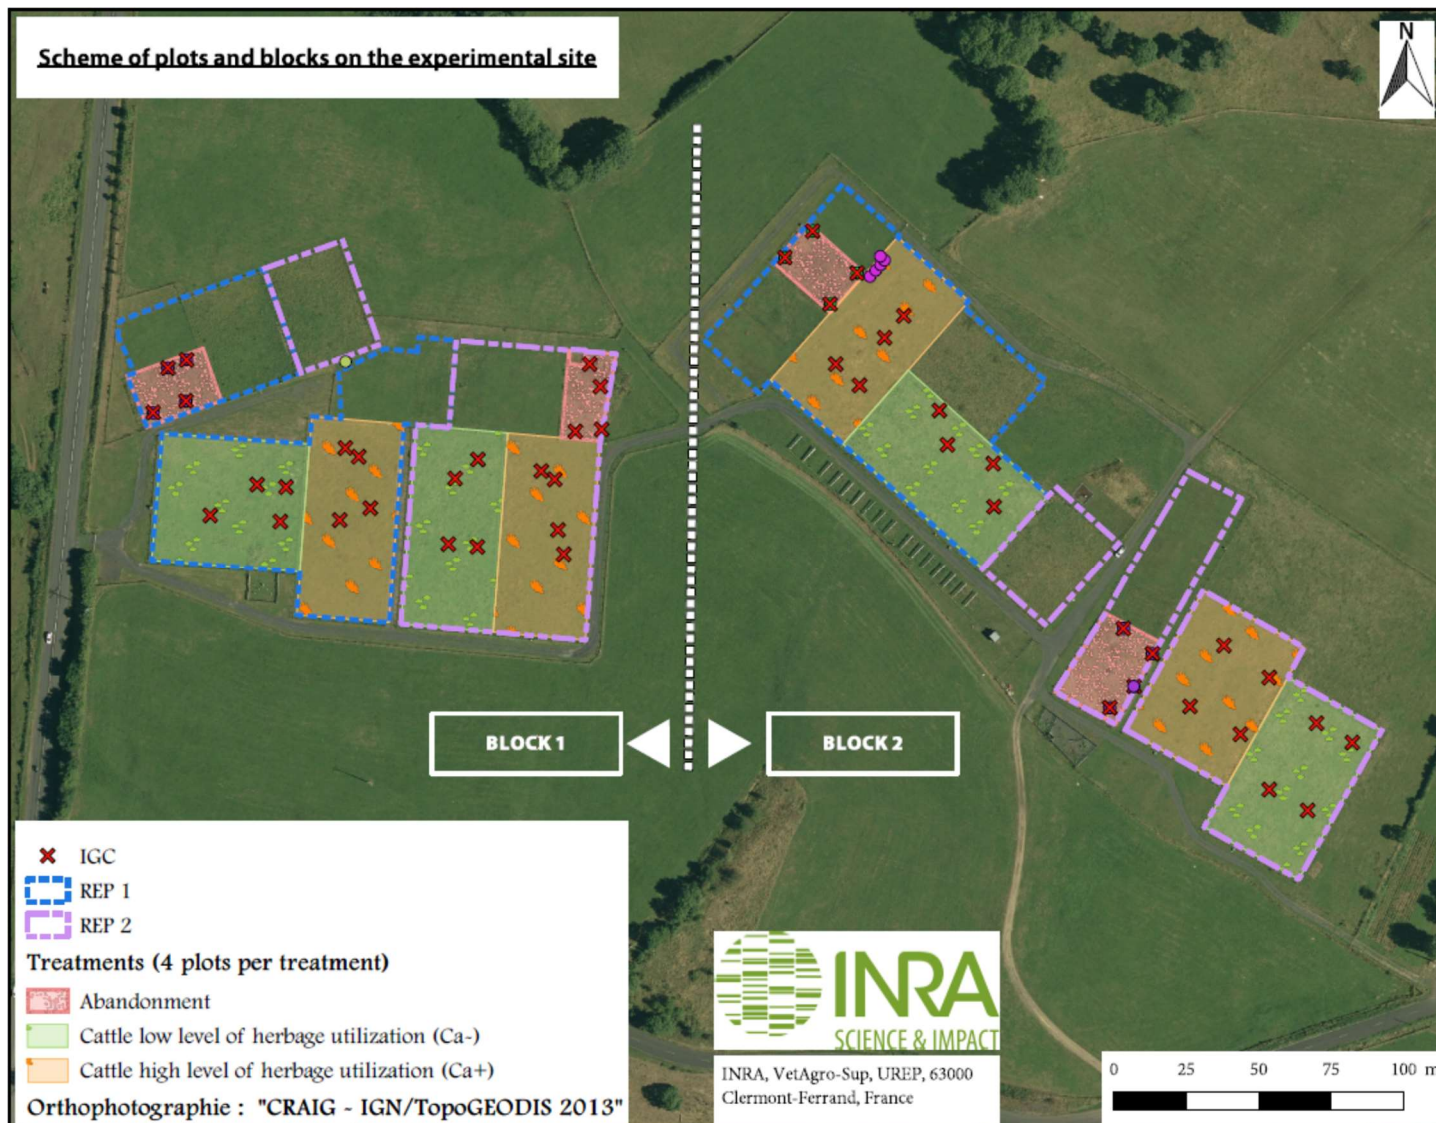 Scheme of plots and blocks on the experimental site
N
BLOCK 1
BLOCK 2
IGC
REP 1
REP 2
Treatments (4 plots per treatment)
Abandonment
Cattle low level of herbage utilization (Ca-)
Cattle high level of herbage utilization (Ca+)
Orthophotographie : "CRAIG - IGN/TopoGEODIS 2013"
INRA
SCIENCE & IMPACT
INRA, VetAgro-Sup, UREP, 63000
Clermont-Ferrand, France
0 25 50 75 100 m